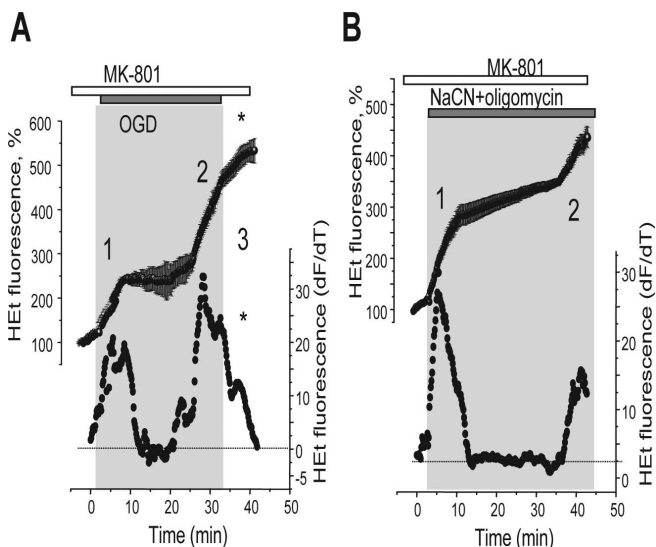 A
MK-801
OGD
HEt fluorescence, %
600
500
400
300
200
100
1
2
3
*
*
HEt fluorescence (dF/dT)
30
20
10
0
-5
0 10 20 30 40 50
Time (min)
B
MK-801
NaCN+oligomycin
HEt fluorescence, %
500
450
400
300
200
100
1
2
HEt fluorescence (dF/dT)
30
20
10
0
0 10 20 30 40 50
Time (min)